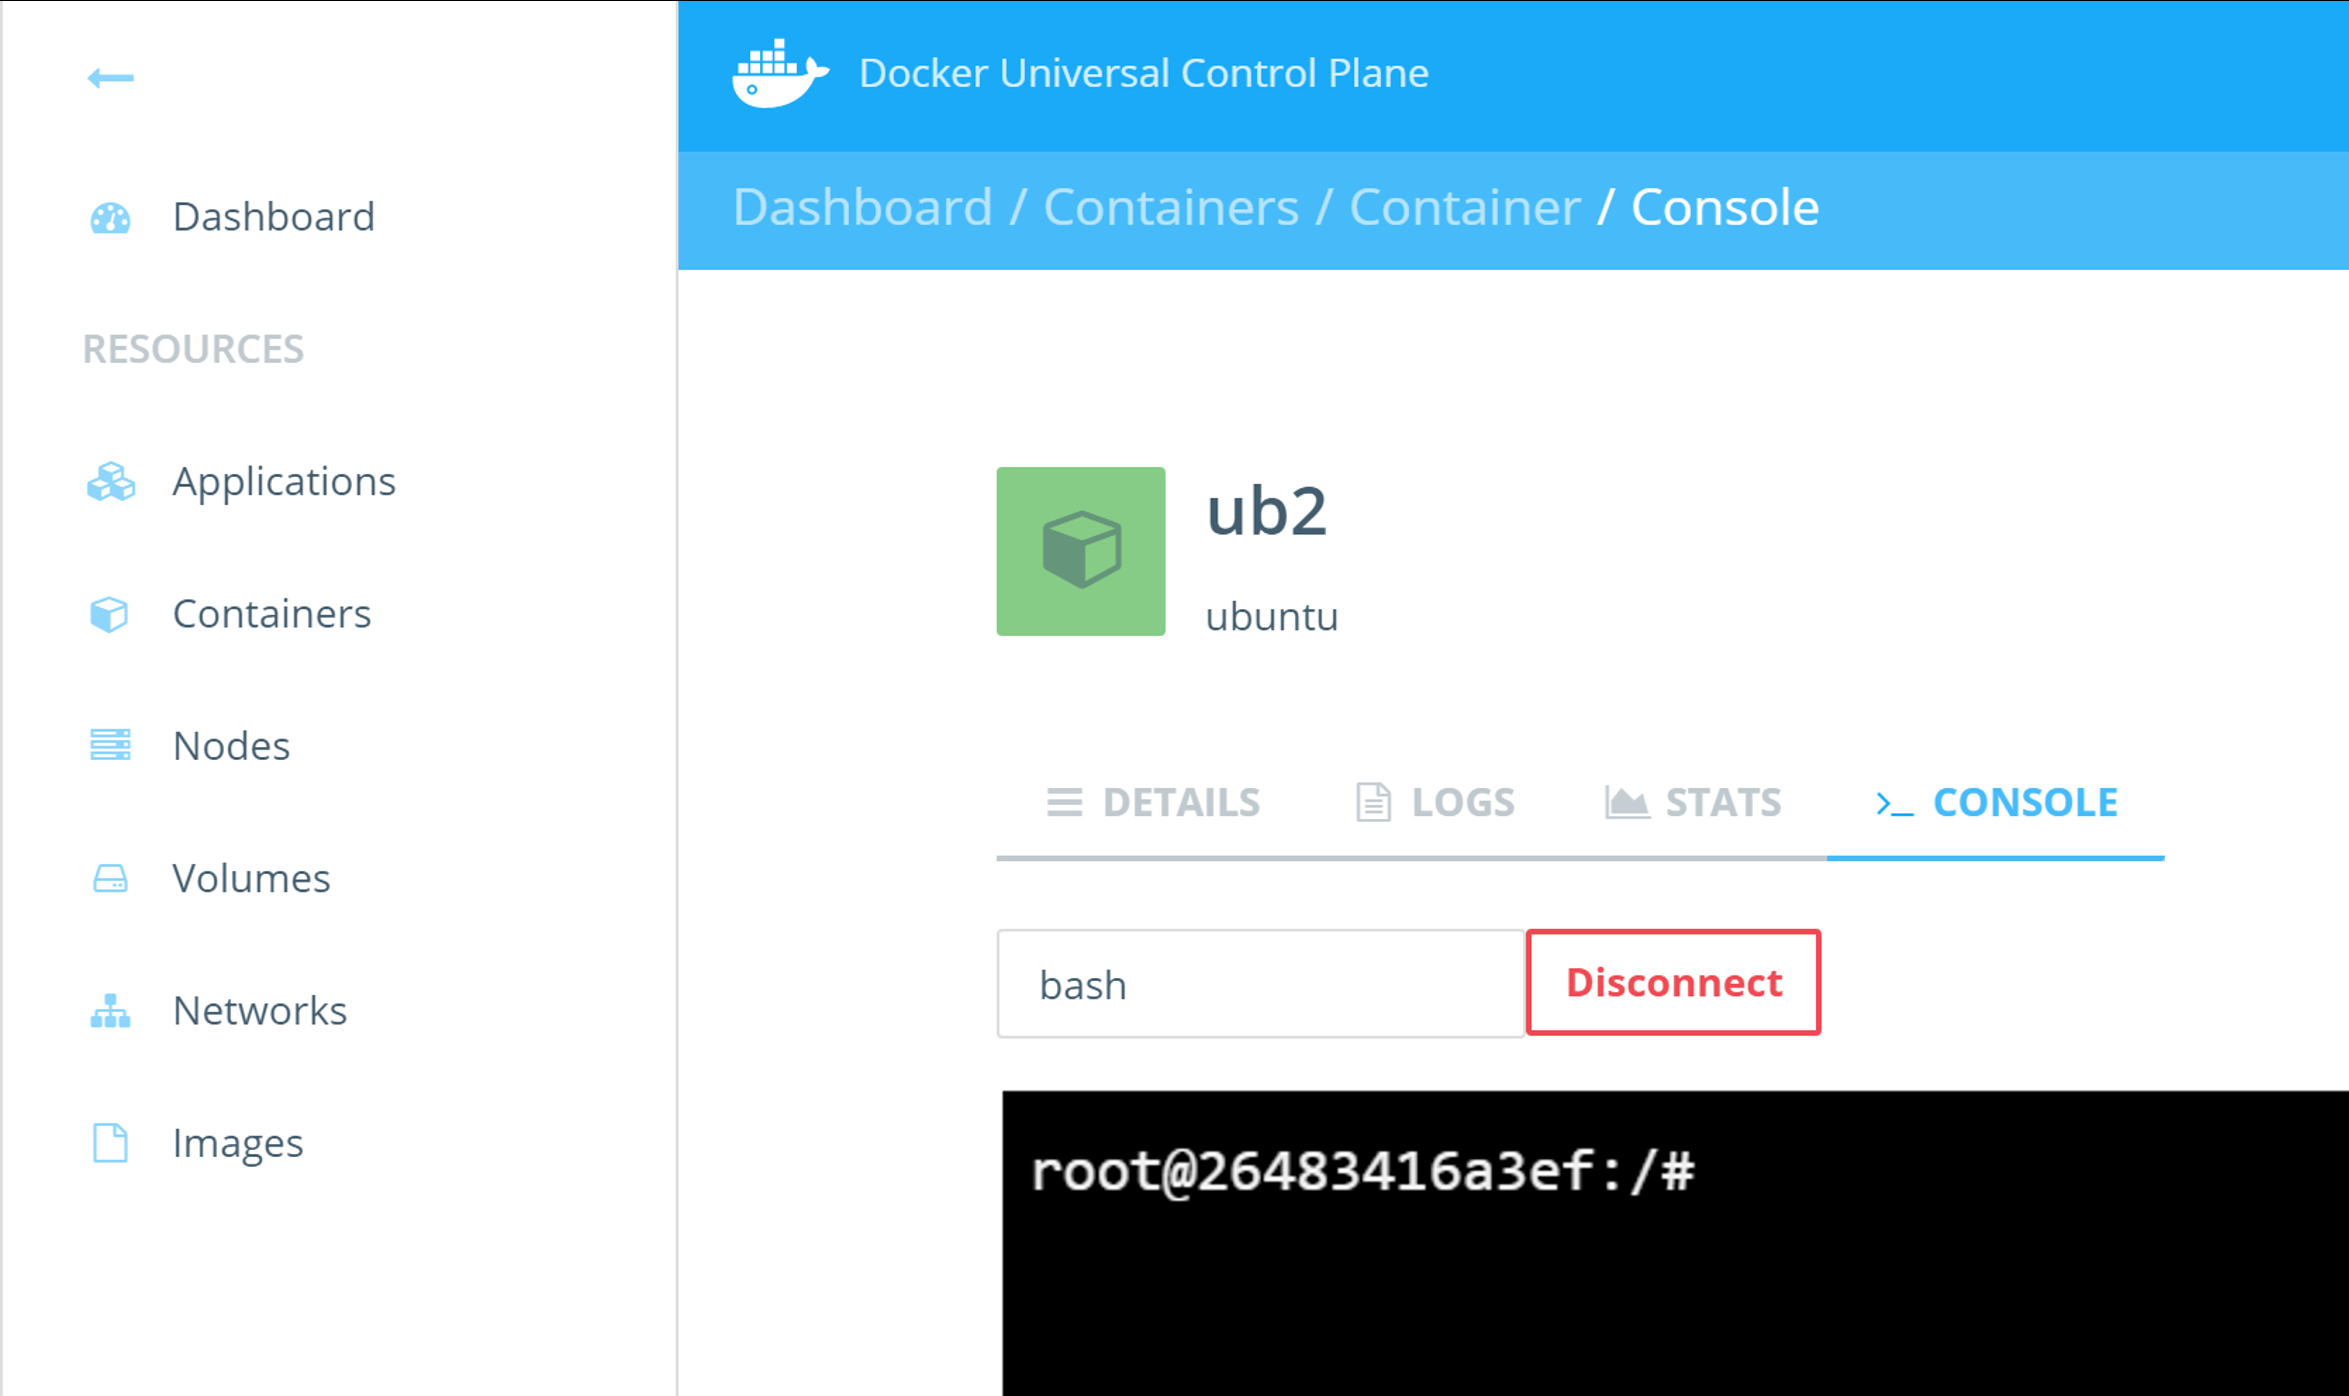 Docker Universal Control Plane
Dashboard / Containers / Container / Console
Dashboard
RESOURCES
Applications
Containers
Nodes
Volumes
Networks
Images
ub2
ubuntu
DETAILS LOGS STATS >_ CONSOLE
bash Disconnect
root@26483416a3ef:/#